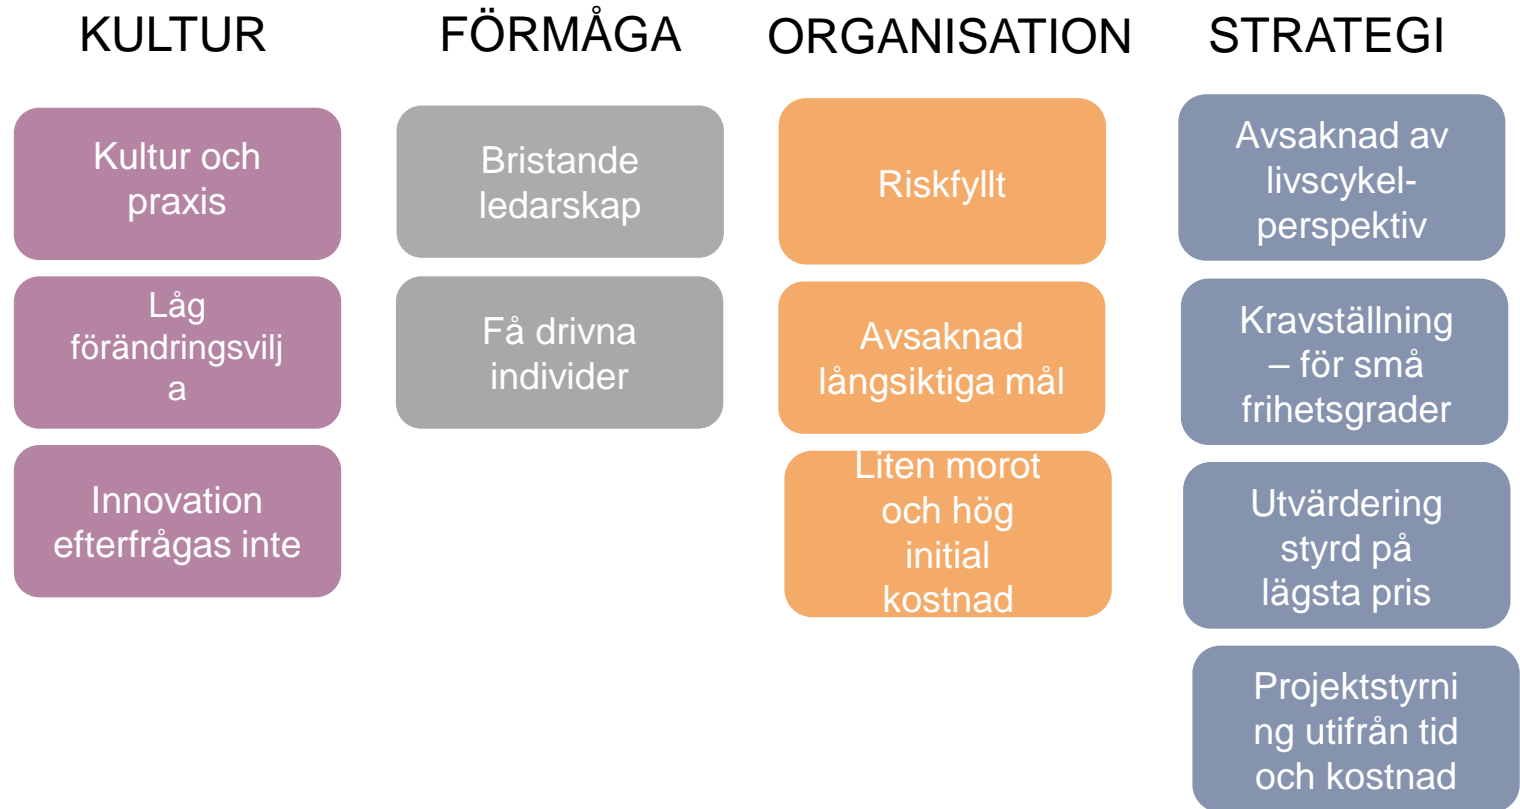 KULTUR
FÖRMÅGA
ORGANISATION
STRATEGI
Kultur och
praxis
Låg
förändringsvilj
a
Innovation
efterfrågas inte
Bristande
ledarskap
Få drivna
individer
Riskfyllt
Avsaknad
långsiktiga mål
Liten morot
och hög
initial
kostnad
Avsaknad av
livscykel-
perspektiv
Kravställning
– för små
frihetsgrader
Utvärdering
styrd på
lägsta pris
Projektstyrni
ng utifrån tid
och kostnad